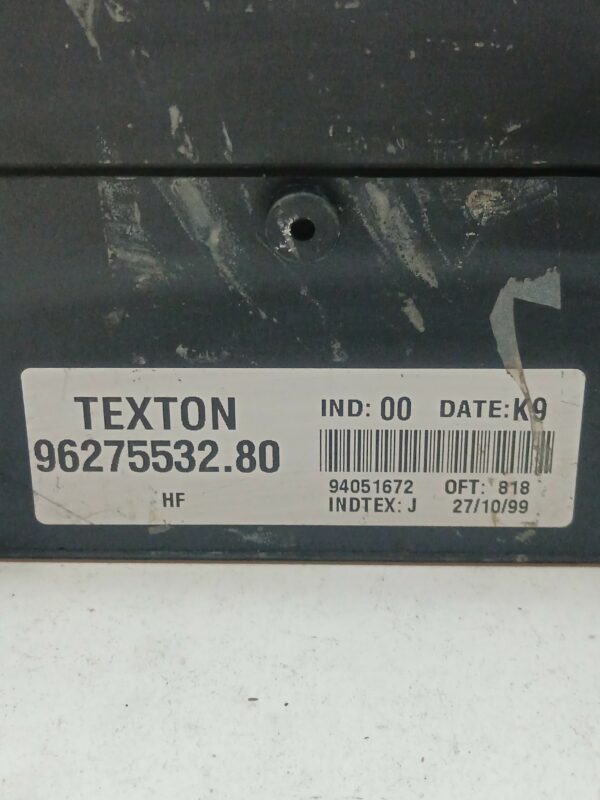 TEXTON
96275532.80
HF
IND: 00 DATE: K9
94051672 OFT: 818
INDTEX: J 27/10/99